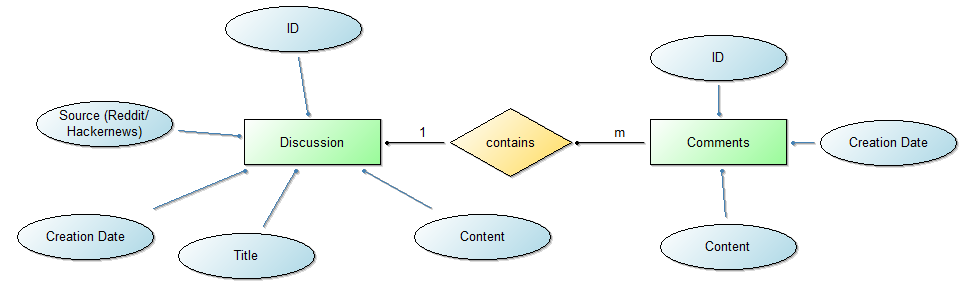 ID
ID
Source (Reddit/
Hackernews)
Discussion
1
contains
m
Comments
Creation Date
Creation Date
Title
Content
Content